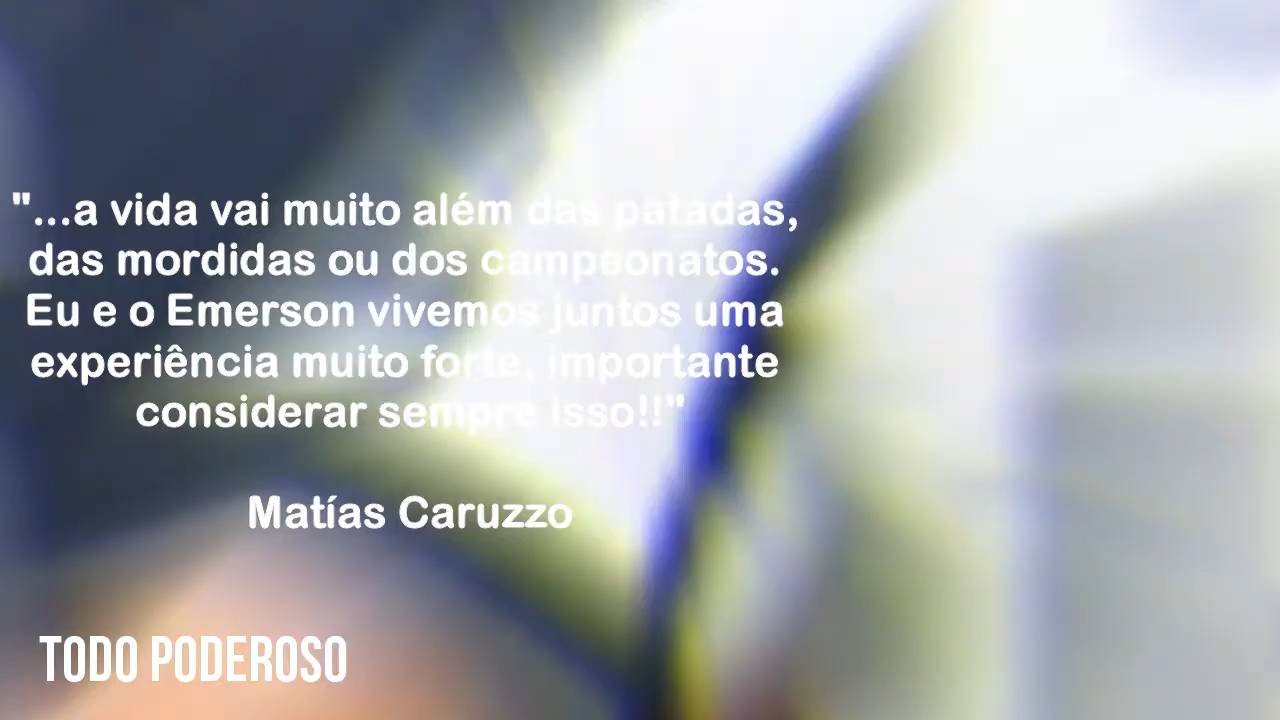 "...a vida vai muito além das patadas,
das mordidas ou dos campeonatos.
Eu e o Emerson vivemos juntos uma
experiência muito forte, importante
considerar sempre isso!!"
Matías Caruzzo
TODO PODEROSO